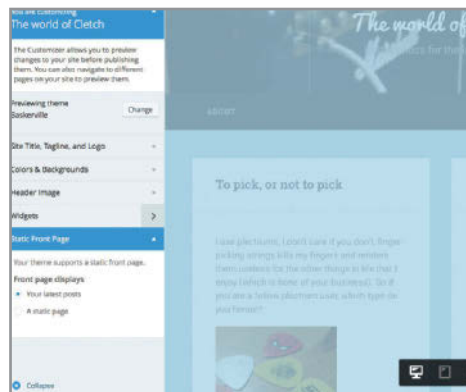 You are customizing
The world of Cletch
The Customizer allows you to preview
changes to your site before publishing
them. You can also navigate to different
pages on your site to preview them.
Previewing theme
Baskerville
Change
Site Title, Tagline, and Logo
Colors & Backgrounds
Header Image
Widgets
Static Front Page
Your theme supports a static front page.
Front page displays
Your latest posts
A static page
Collapse
The world of
for the
ABOUT
To pick, or not to pick
I use plectrums, I don't care if you don't, finger-
picking strings kills my fingers and renders
them useless for the other things in life that I
enjoy (which is none of your business). So if
you are a fellow plectrum user, which type do
you honor?